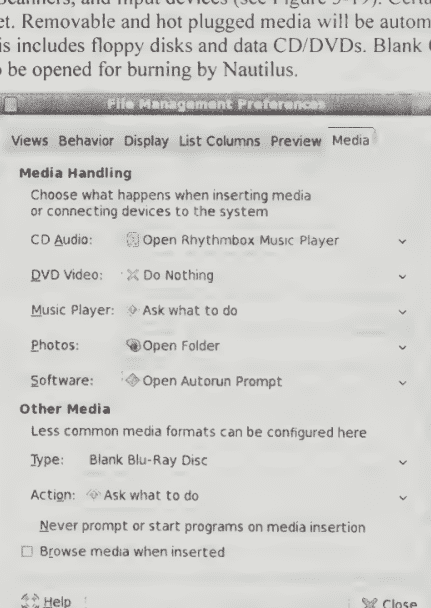 Scanners, and input devices (see Figure 3-19). Certa
et. Removable and hot plugged media will be autom
is includes floppy disks and data CD/DVDs. Blank
be opened for burning by Nautilus.
File Management Preferences
Views Behavior Display List Columns Preview Media
Media Handling
Choose what happens when inserting media
or connecting devices to the system
CD Audio: Open Rhythmbox Music Player
DVD Video: Do Nothing
Music Player: Ask what to do
Photos: Open Folder
Software: Open Autorun Prompt
Other Media
Less common media formats can be configured here
Type: Blank Blu-Ray Disc
Action: Ask what to do
Never prompt or start programs on media insertion
Browse media when inserted
Help Close